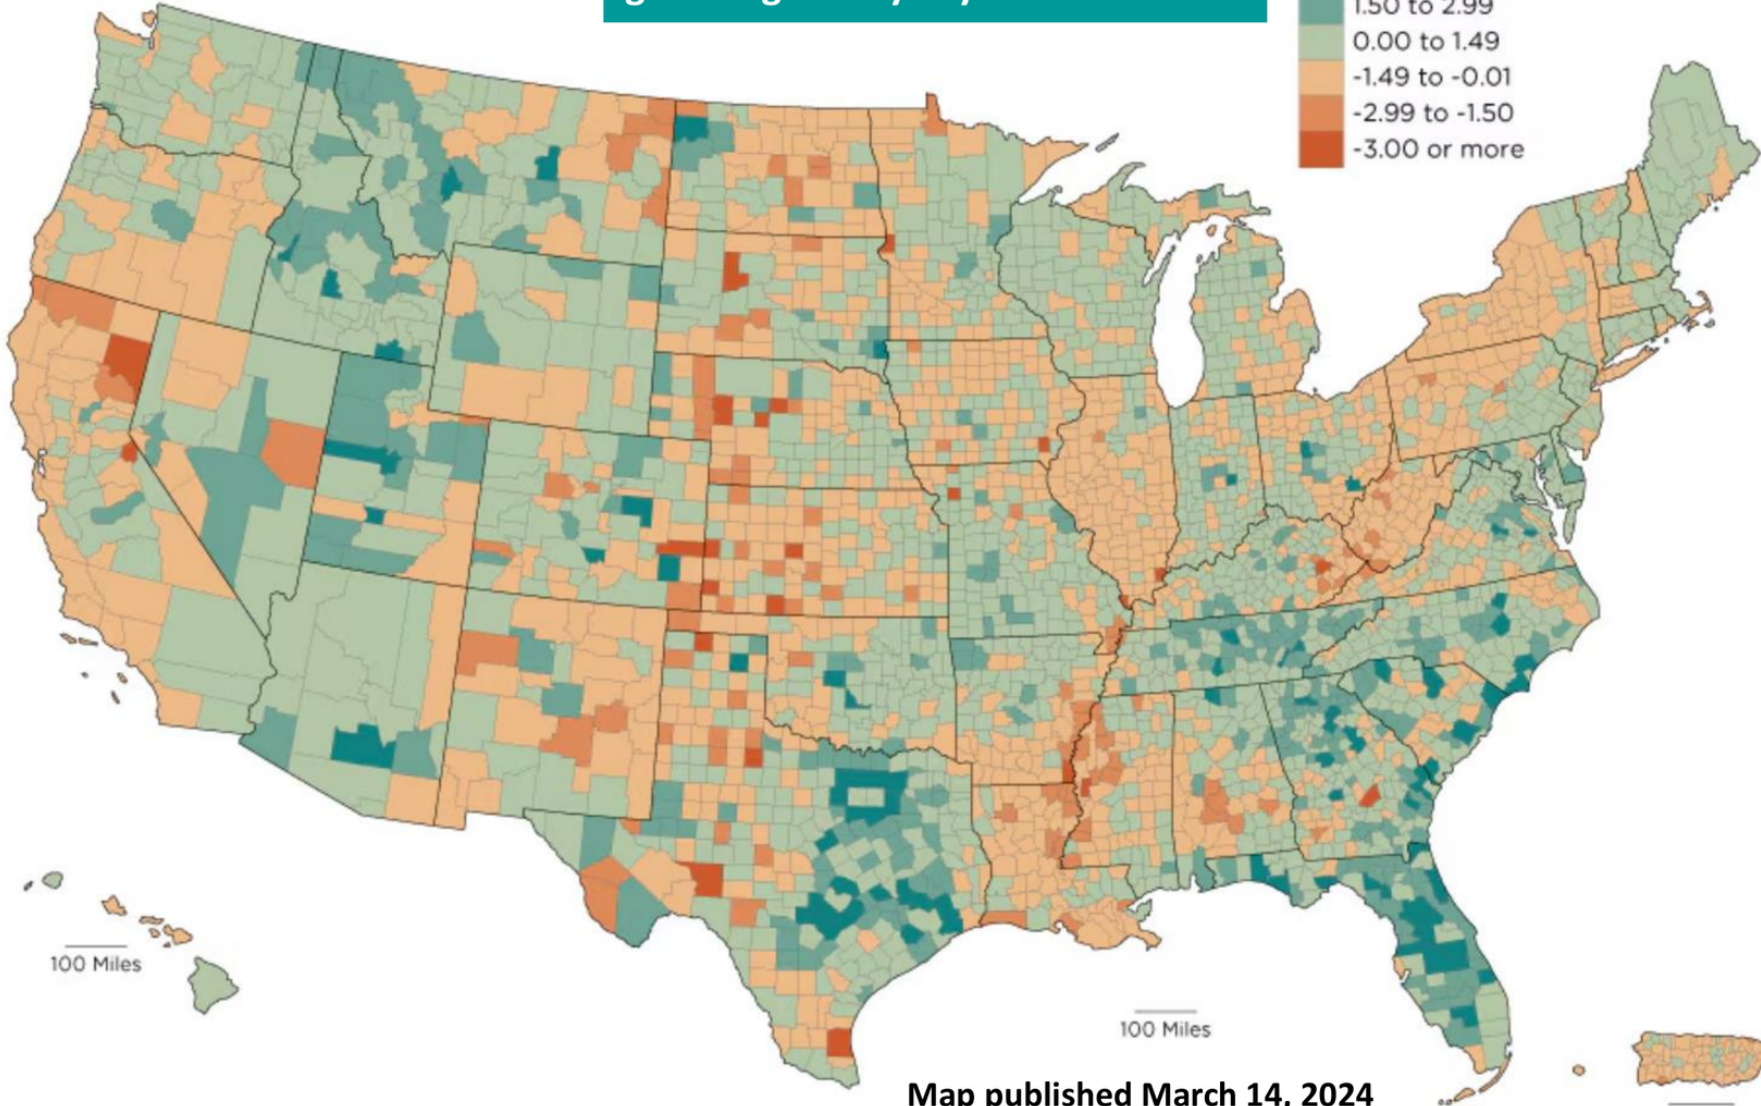 1.50 to 2.99
0.00 to 1.49
-1.49 to -0.01
-2.99 to -1.50
-3.00 or more
100 Miles
100 Miles
Map published March 14, 2024